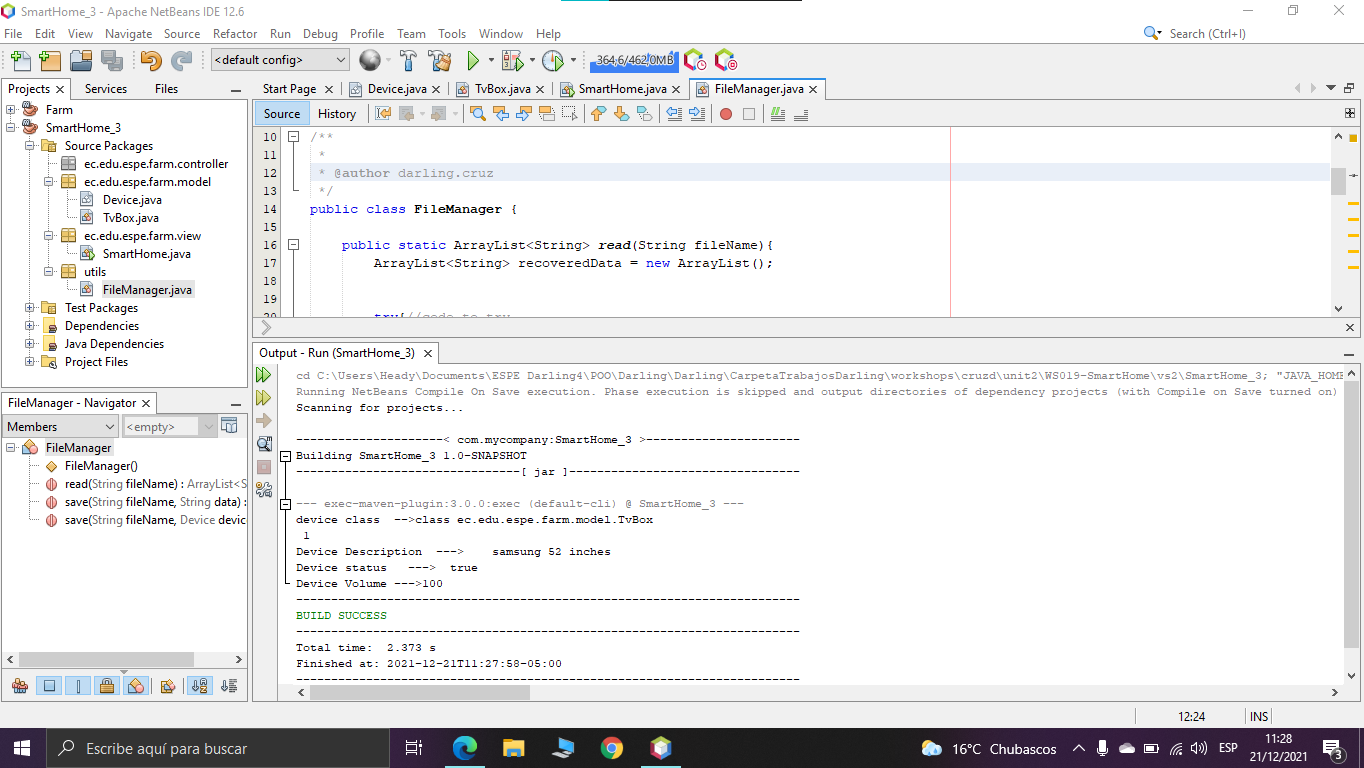 SmartHome_3 - Apache NetBeans IDE 12.6
File Edit View Navigate Source Refactor Run Debug Profile Team Tools Window Help
Search (Ctrl+I)
<default config>
364,6/462,0MB
Projects Services Files
Farm
SmartHome_3
Source Packages
ec.edu.espe.farm.controller
ec.edu.espe.farm.model
Device.java
TvBox.java
ec.edu.espe.farm.view
SmartHome.java
utils
FileManager.java
Test Packages
Dependencies
Java Dependencies
Project Files
FileManager - Navigator
Members
<empty>
FileManager
FileManager()
read(String fileName) : ArrayList<S
save(String fileName, String data) :
save(String fileName, Device devic
Start Page Device.java TvBox.java SmartHome.java FileManager.java
Source History
10 /**
11 *
12 * @author darling.cruz
13 */
14 public class FileManager {
15
16 public static ArrayList<String> read(String fileName){
17 ArrayList<String> recoveredData = new ArrayList();
18
19
20 try{//code to try
Output - Run (SmartHome_3)
cd C:\Users\Heady\Documents\ESPE Darling4\POO\Darling\Darling\CarpetaTrabajosDarling\workshops\cruzd\unit2\WS019-SmartHome\vs2\SmartHome_3; "JAVA_HOME
Running NetBeans Compile On Save execution. Phase execution is skipped and output directories of dependency projects (with Compile on Save turned on)
Scanning for projects...
----------------------< com.mycompany:SmartHome_3 >----------------------
Building SmartHome_3 1.0-SNAPSHOT
--------------------------------[ jar ]---------------------------------
--- exec-maven-plugin:3.0.0:exec (default-cli) @ SmartHome_3 ---
device class -->class ec.edu.espe.farm.model.TvBox
1
Device Description ---> samsung 52 inches
Device status ---> true
Device Volume --->100
------------------------------------------------------------------------
BUILD SUCCESS
------------------------------------------------------------------------
Total time: 2.373 s
Finished at: 2021-12-21T11:27:58-05:00
------------------------------------------------------------------------
12:24 INS
Escribe aquí para buscar
16°C Chubascos
ESP
11:28
21/12/2021
3